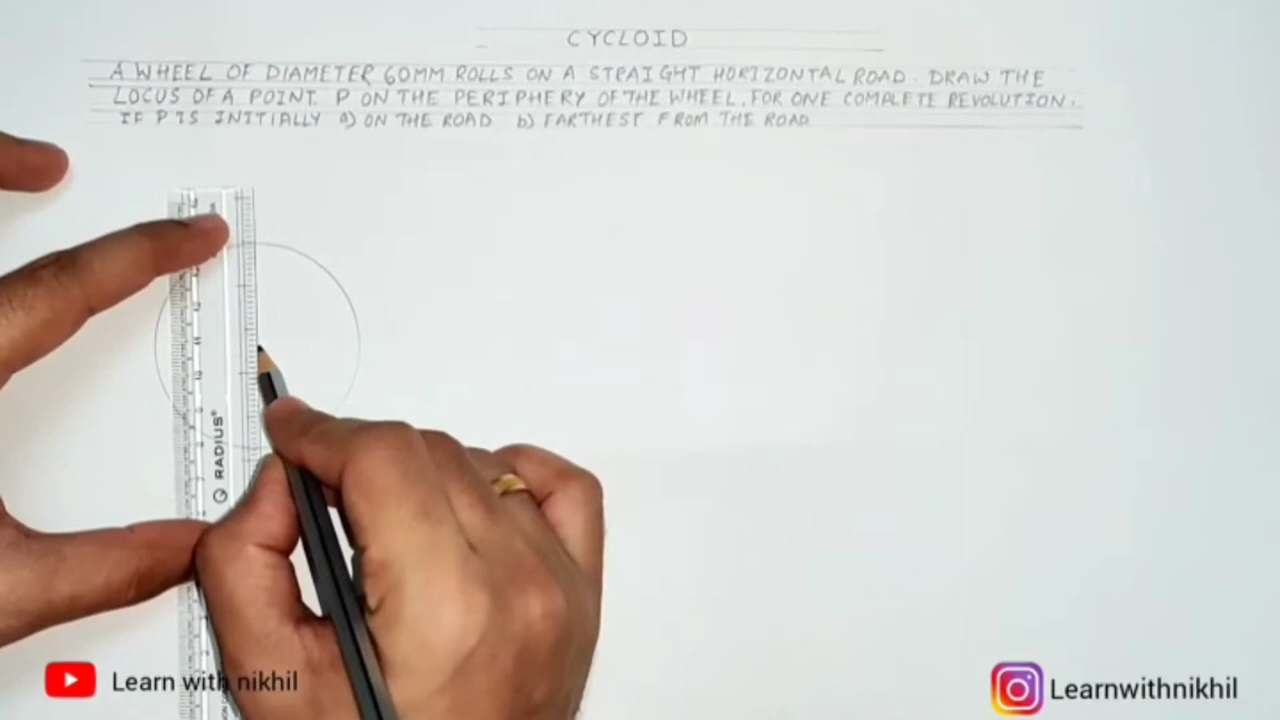 CYCLOID
A WHEEL OF DIAMETER 60MM ROLLS ON A STRAIGHT HORIZONTAL ROAD. DRAW THE
LOCUS OF A POINT P ON THE PERIPHERY OF THE WHEEL, FOR ONE COMPLETE REVOLUTION.
IF P IS INITIALLY a) ON THE ROAD b) FARTHEST FROM THE ROAD.
RADIUS®
Learn with nikhil
Learnwithnikhil